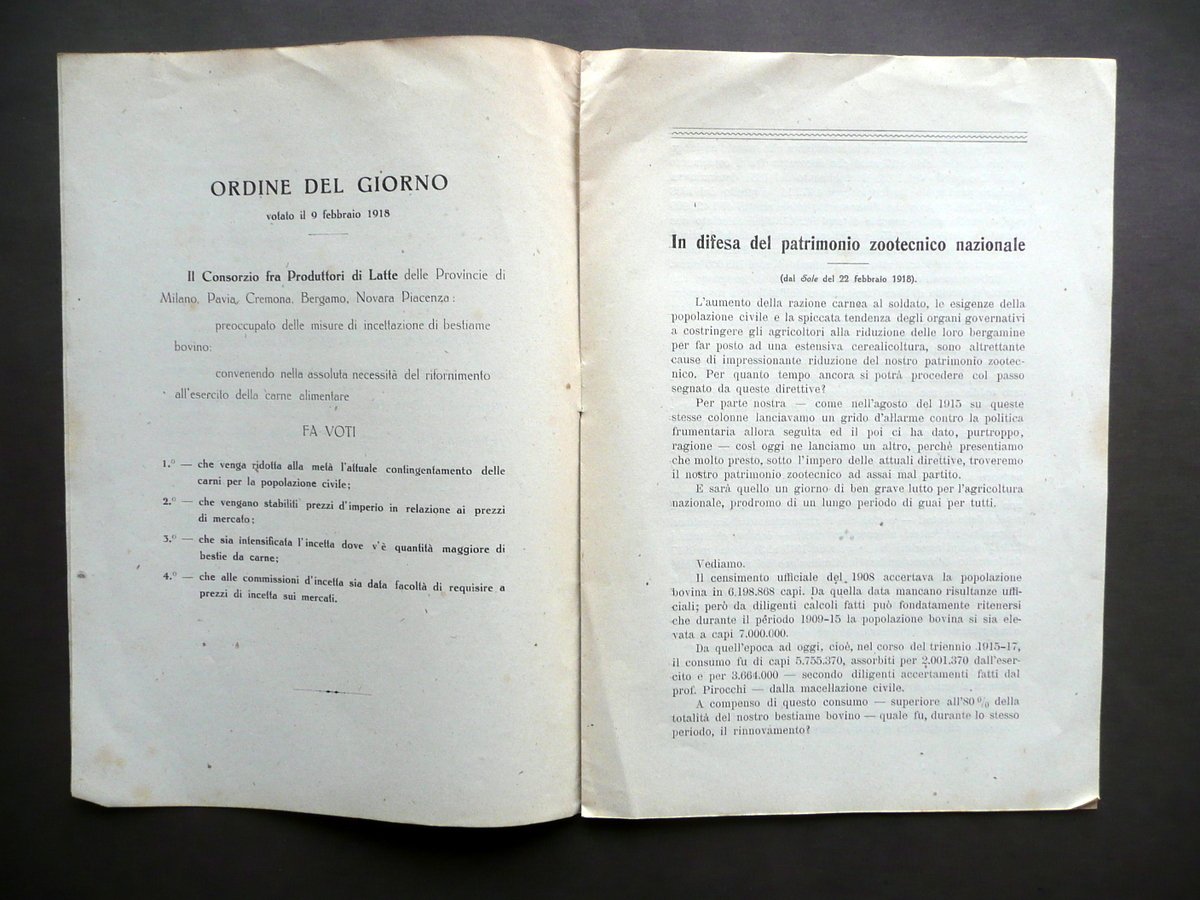 ORDINE DEL GIORNO
votato il 9 febbraio 1918
Il Consorzio fra Produttori di Latte delle Provincie di
Milano, Pavia, Cremona, Bergamo, Novara Piacenza:
preoccupato delle misure di incettazione di bestiame
bovino:
convenendo nella assoluta necessità del rifornimento
all'esercito della carne alimentare
FA VOTI
1.° — che venga ridotta alla metà l'attuale contingentamento delle
carni per la popolazione civile;
2.° — che vengano stabiliti prezzi d'imperio in relazione ai prezzi
di mercato;
3.° — che sia intensificata l'incetta dove v'è quantità maggiore di
bestie da carne;
4.° — che alle commissioni d'incetta sia data facoltà di requisire a
prezzi di incetta sui mercati.
In difesa del patrimonio zootecnico nazionale
(dal Sole del 22 febbraio 1918).
L'aumento della razione carnea al soldato, le esigenze della
popolazione civile e la spiccata tendenza degli organi governativi
a costringere gli agricoltori alla riduzione delle loro bergamine
per far posto ad una estensiva cerealicoltura, sono altrettante
cause di impressionante riduzione del nostro patrimonio zootec-
nico. Per quanto tempo ancora si potrá procedere col passo
segnato da queste direttive?
Per parte nostra — come nell'agosto del 1915 su queste
stesse colonne lanciavamo un grido d'allarme contro la politica
frumentaria allora seguita ed il poi ci ha dato, purtroppo,
ragione — così oggi ne lanciamo un altro, perchè presentiamo
che molto presto, sotto l'impero delle attuali direttive, troveremo
il nostro patrimonio zootecnico ad assai mal partito.
E sarà quello un giorno di ben grave lutto per l'agricoltura
nazionale, prodromo di un lungo periodo di guai per tutti.
Vediamo.
Il censimento ufficiale del 1908 accertava la popolazione
bovina in 6.198.868 capi. Da quella data mancano risultanze uffi-
ciali; però da diligenti calcoli fatti può fondatamente ritenersi
che durante il periodo 1909-15 la popolazione bovina si sia ele-
vata a capi 7.000.000.
Da quell'epoca ad oggi, cioè, nel corso del triennio 1915-17,
il consumo fu di capi 5.755.370, assorbiti per 2.001.370 dall'eser-
cito e per 3.664.000 — secondo diligenti accertamenti fatti dal
prof. Pirocchi — dalla macellazione civile.
A compenso di questo consumo — superiore all'80 % della
totalità del nostro bestiame bovino — quale fu, durante lo stesso
periodo, il rinnovamento?